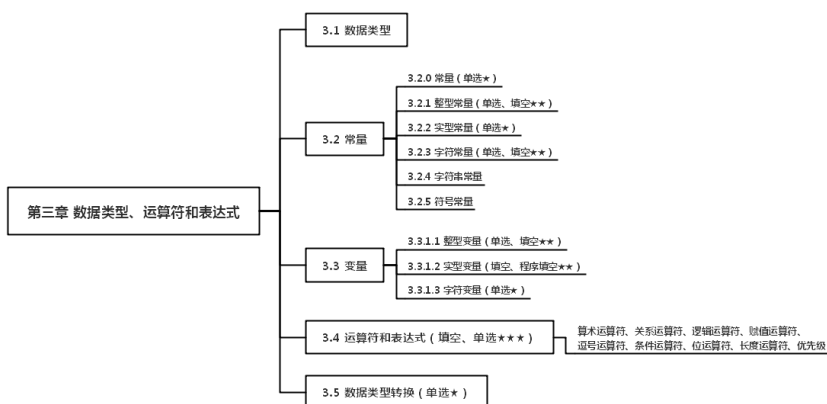 第三章 数据类型、运算符和表达式
3.1 数据类型
3.2 常量
3.2.0 常量（单选★）
3.2.1 整型常量（单选、填空★★）
3.2.2 实型常量（单选★）
3.2.3 字符常量（单选、填空★★）
3.2.4 字符串常量
3.2.5 符号常量
3.3 变量
3.3.1.1 整型变量（单选、填空★★）
3.3.1.2 实型变量（填空、程序填空★★）
3.3.1.3 字符变量（单选★）
3.4 运算符和表达式（填空、单选★★★）
算术运算符、关系运算符、逻辑运算符、赋值运算符、
逗号运算符、条件运算符、位运算符、长度运算符、优先级
3.5 数据类型转换（单选★）